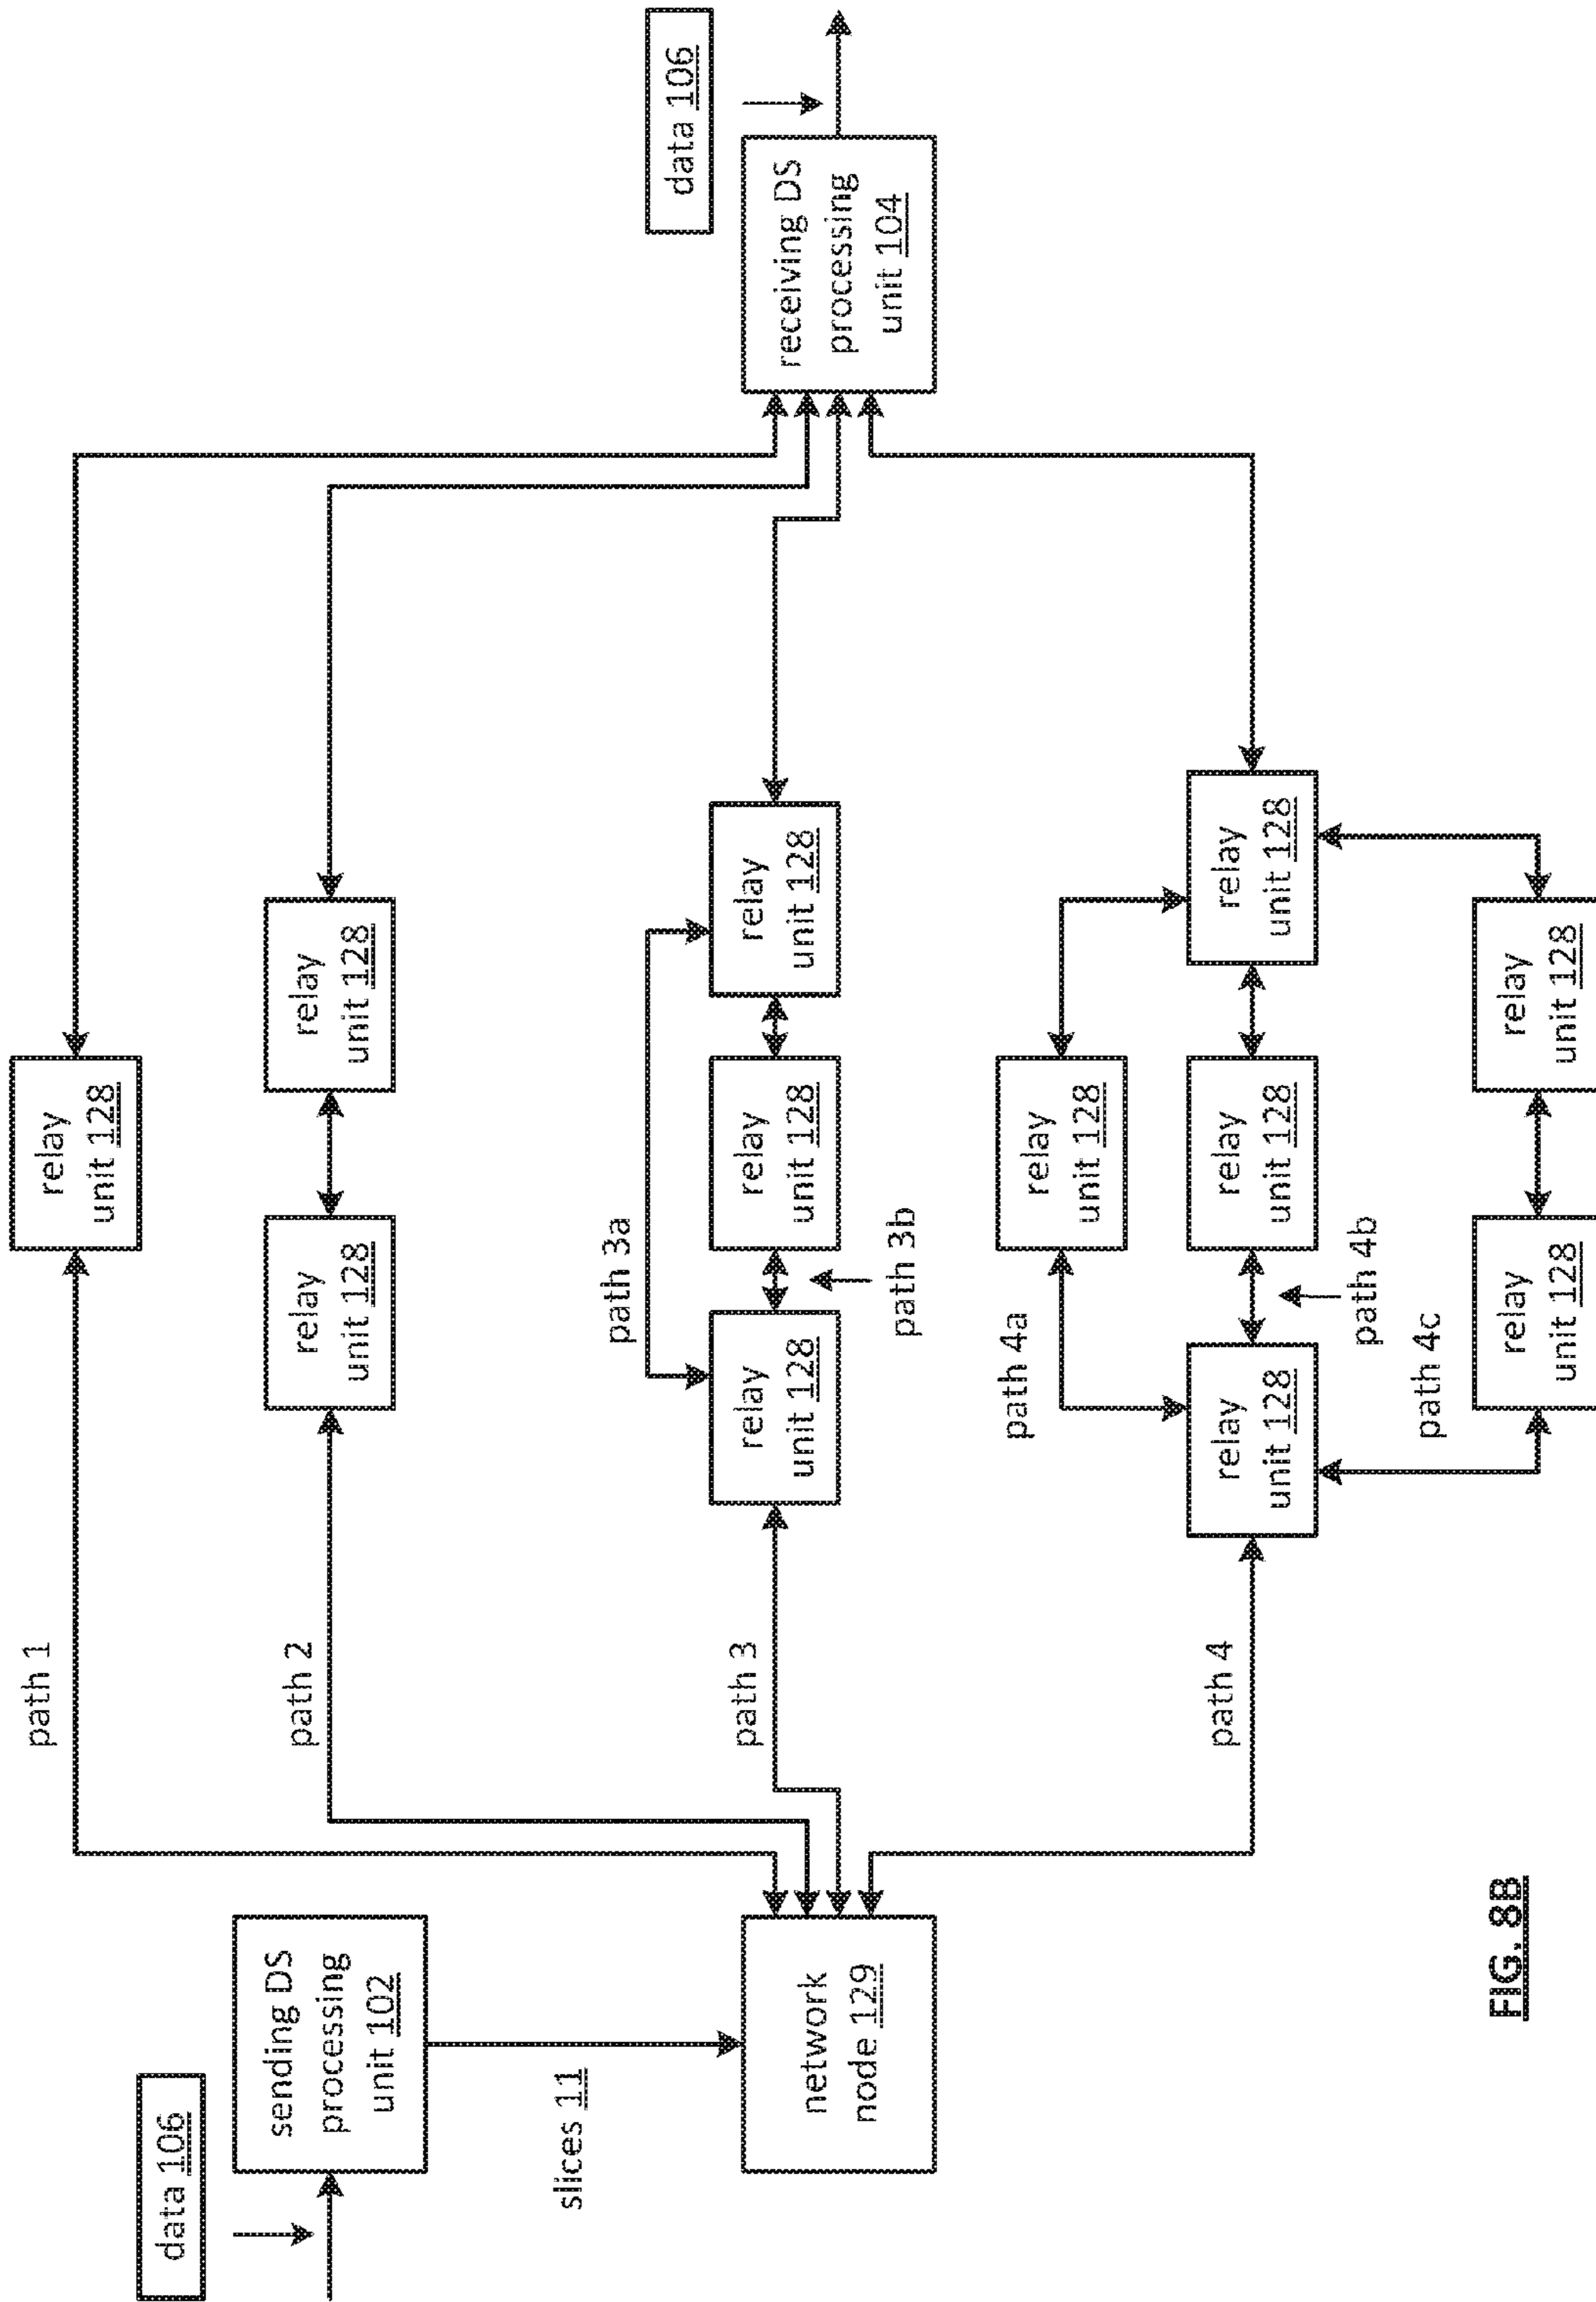 data 106
sending DS
processing
unit 102
slices 11
network
node 129
path 1
relay
unit 128
path 2
relay
unit 128
relay
unit 128
path 3
relay
unit 128
path 3a
path 3b
relay
unit 128
relay
unit 128
path 4
relay
unit 128
path 4a
relay
unit 128
path 4b
relay
unit 128
relay
unit 128
path 4c
relay
unit 128
relay
unit 128
data 106
receiving DS
processing
unit 104
FIG. 8B